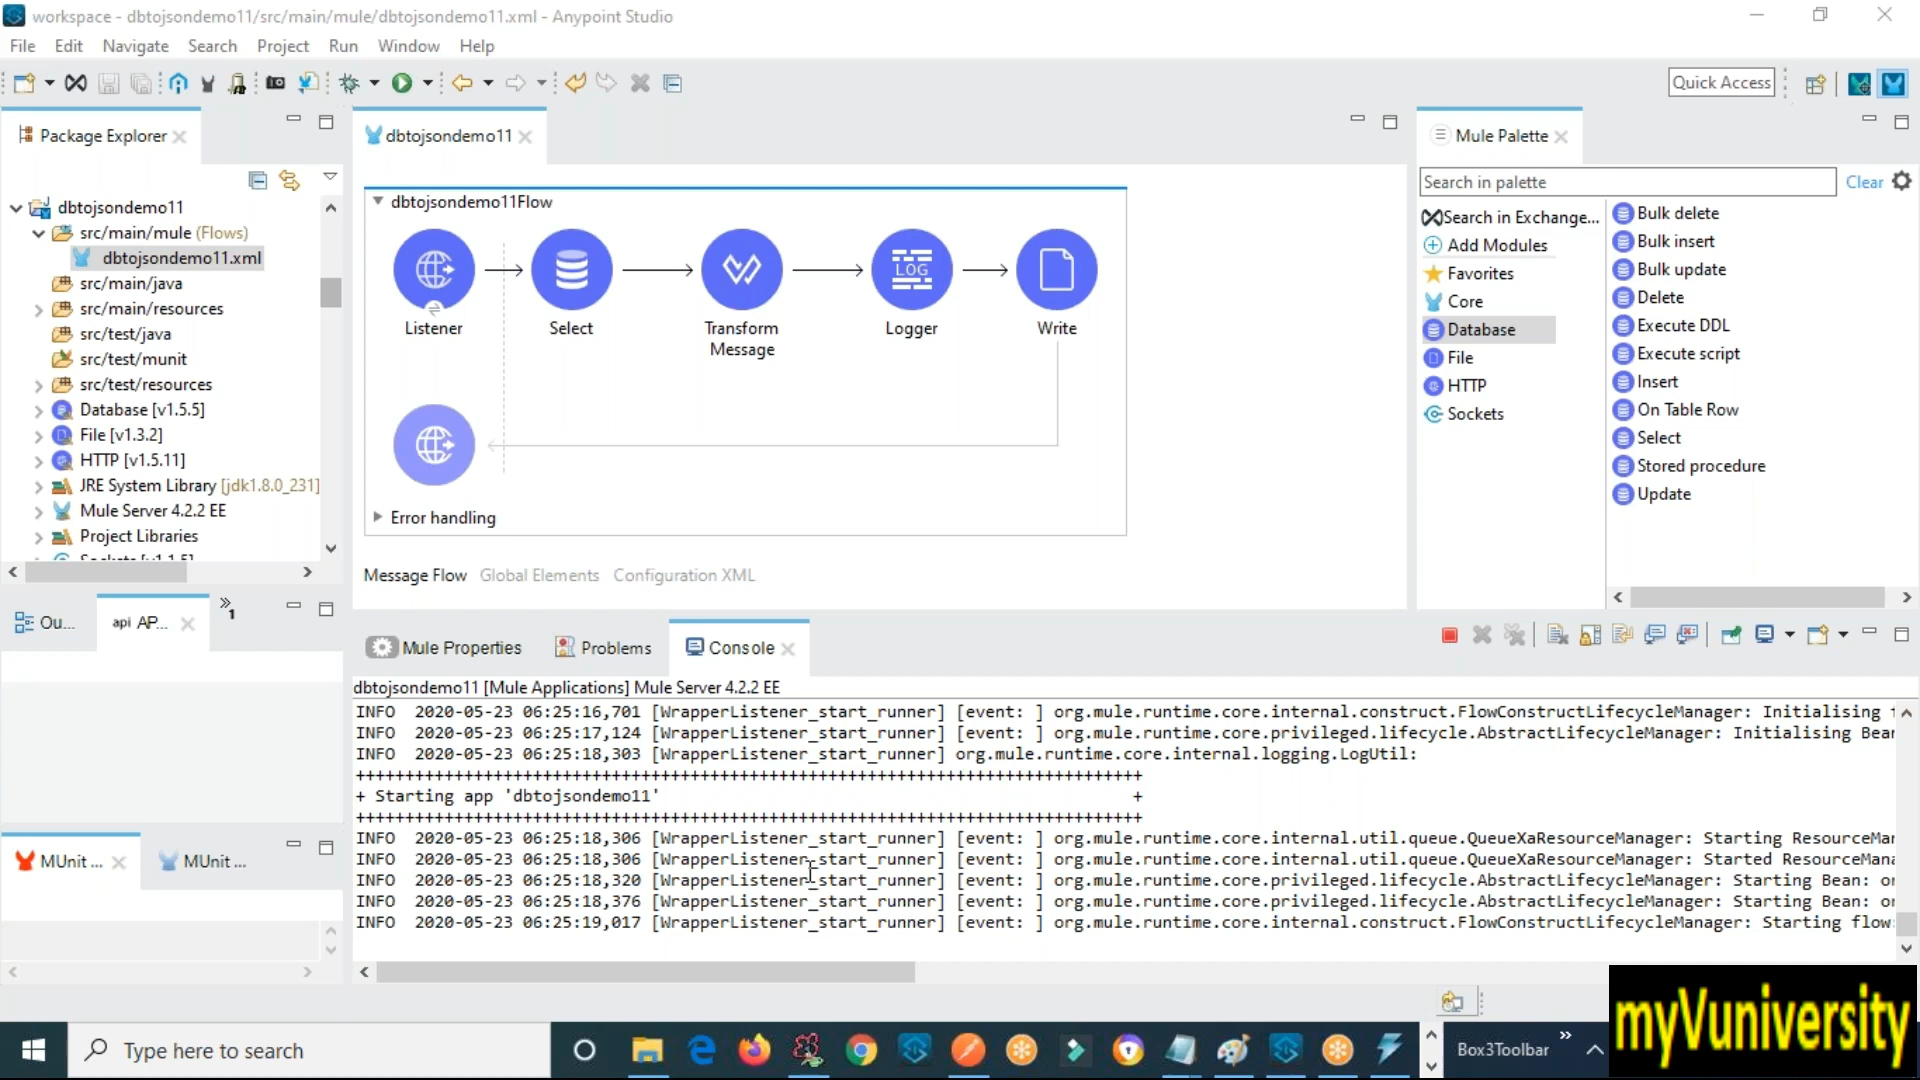 workspace - dbtojsondemo11/src/main/mule/dbtojsondemo11.xml - Anypoint Studio
File Edit Navigate Search Project Run Window Help
Quick Access
Package Explorer
dbtojsondemo11
src/main/mule (Flows)
dbtojsondemo11.xml
src/main/java
src/main/resources
src/test/java
src/test/munit
src/test/resources
Database [v1.5.5]
File [v1.3.2]
HTTP [v1.5.11]
JRE System Library [jdk1.8.0_231]
Mule Server 4.2.2 EE
Project Libraries
dbtojsondemo11
dbtojsondemo11Flow
Listener
Select
Transform
Message
LOG
Logger
Write
Error handling
Message Flow Global Elements Configuration XML
Mule Palette
Search in palette
Clear
Search in Exchange...
Add Modules
Favorites
Core
Database
File
HTTP
Sockets
Bulk delete
Bulk insert
Bulk update
Delete
Execute DDL
Execute script
Insert
On Table Row
Select
Stored procedure
Update
Ou...
api AP...
»1
MUnit ...
MUnit ...
Mule Properties
Problems
Console
dbtojsondemo11 [Mule Applications] Mule Server 4.2.2 EE
INFO 2020-05-23 06:25:16,701 [WrapperListener_start_runner] [event: ] org.mule.runtime.core.internal.construct.FlowConstructLifecycleManager: Initialising
INFO 2020-05-23 06:25:17,124 [WrapperListener_start_runner] [event: ] org.mule.runtime.core.privileged.lifecycle.AbstractLifecycleManager: Initialising Bear
INFO 2020-05-23 06:25:18,303 [WrapperListener_start_runner] org.mule.runtime.core.internal.logging.LogUtil:
++++++++++++++++++++++++++++++++++++++++++++++++++++++++++++++++++++++++++++++++
+ Starting app 'dbtojsondemo11' +
++++++++++++++++++++++++++++++++++++++++++++++++++++++++++++++++++++++++++++++++
INFO 2020-05-23 06:25:18,306 [WrapperListener_start_runner] [event: ] org.mule.runtime.core.internal.util.queue.QueueXaResourceManager: Starting ResourceMar
INFO 2020-05-23 06:25:18,306 [WrapperListener_start_runner] [event: ] org.mule.runtime.core.internal.util.queue.QueueXaResourceManager: Started ResourceMana
INFO 2020-05-23 06:25:18,320 [WrapperListener_start_runner] [event: ] org.mule.runtime.core.privileged.lifecycle.AbstractLifecycleManager: Starting Bean: or
INFO 2020-05-23 06:25:18,376 [WrapperListener_start_runner] [event: ] org.mule.runtime.core.privileged.lifecycle.AbstractLifecycleManager: Starting Bean: or
INFO 2020-05-23 06:25:19,017 [WrapperListener_start_runner] [event: ] org.mule.runtime.core.internal.construct.FlowConstructLifecycleManager: Starting flow
Type here to search
Box3Toolbar
myVuniversity